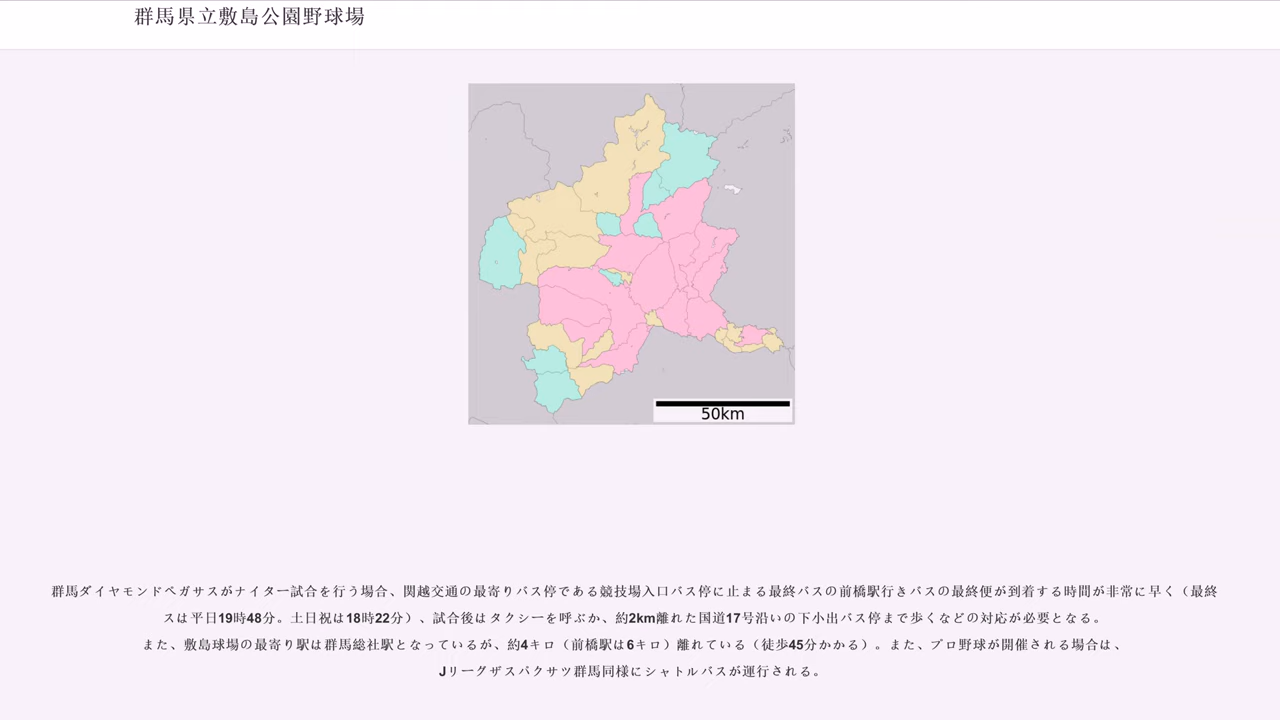 群馬県立敷島公園野球場
50km
群馬ダイヤモンドペガサスがナイター試合を行う場合、関越交通の最寄りバス停である競技場入口バス停に止まる最終バスの前橋駅行きバスの最終便が到着する時間が非常に早く（最終
スは平日19時48分。土日祝は18時22分）、試合後はタクシーを呼ぶか、約2km離れた国道17号沿いの下小出バス停まで歩くなどの対応が必要となる。
また、敷島球場の最寄り駅は群馬総社駅となっているが、約4キロ（前橋駅は6キロ）離れている（徒歩45分かかる）。また、プロ野球が開催される場合は、
Jリーグザスパクサツ群馬同様にシャトルバスが運行される。